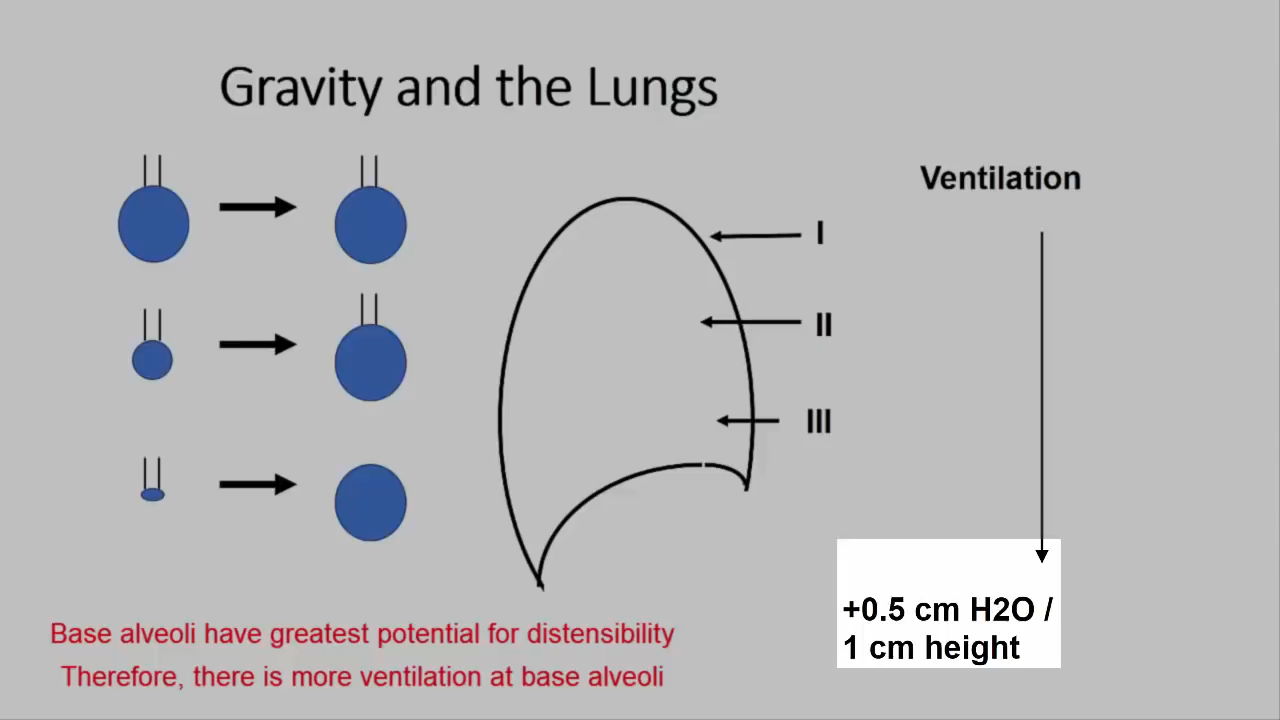 Gravity and the Lungs
Ventilation
I
II
III
+0.5 cm H2O /
1 cm height
Base alveoli have greatest potential for distensibility
Therefore, there is more ventilation at base alveoli